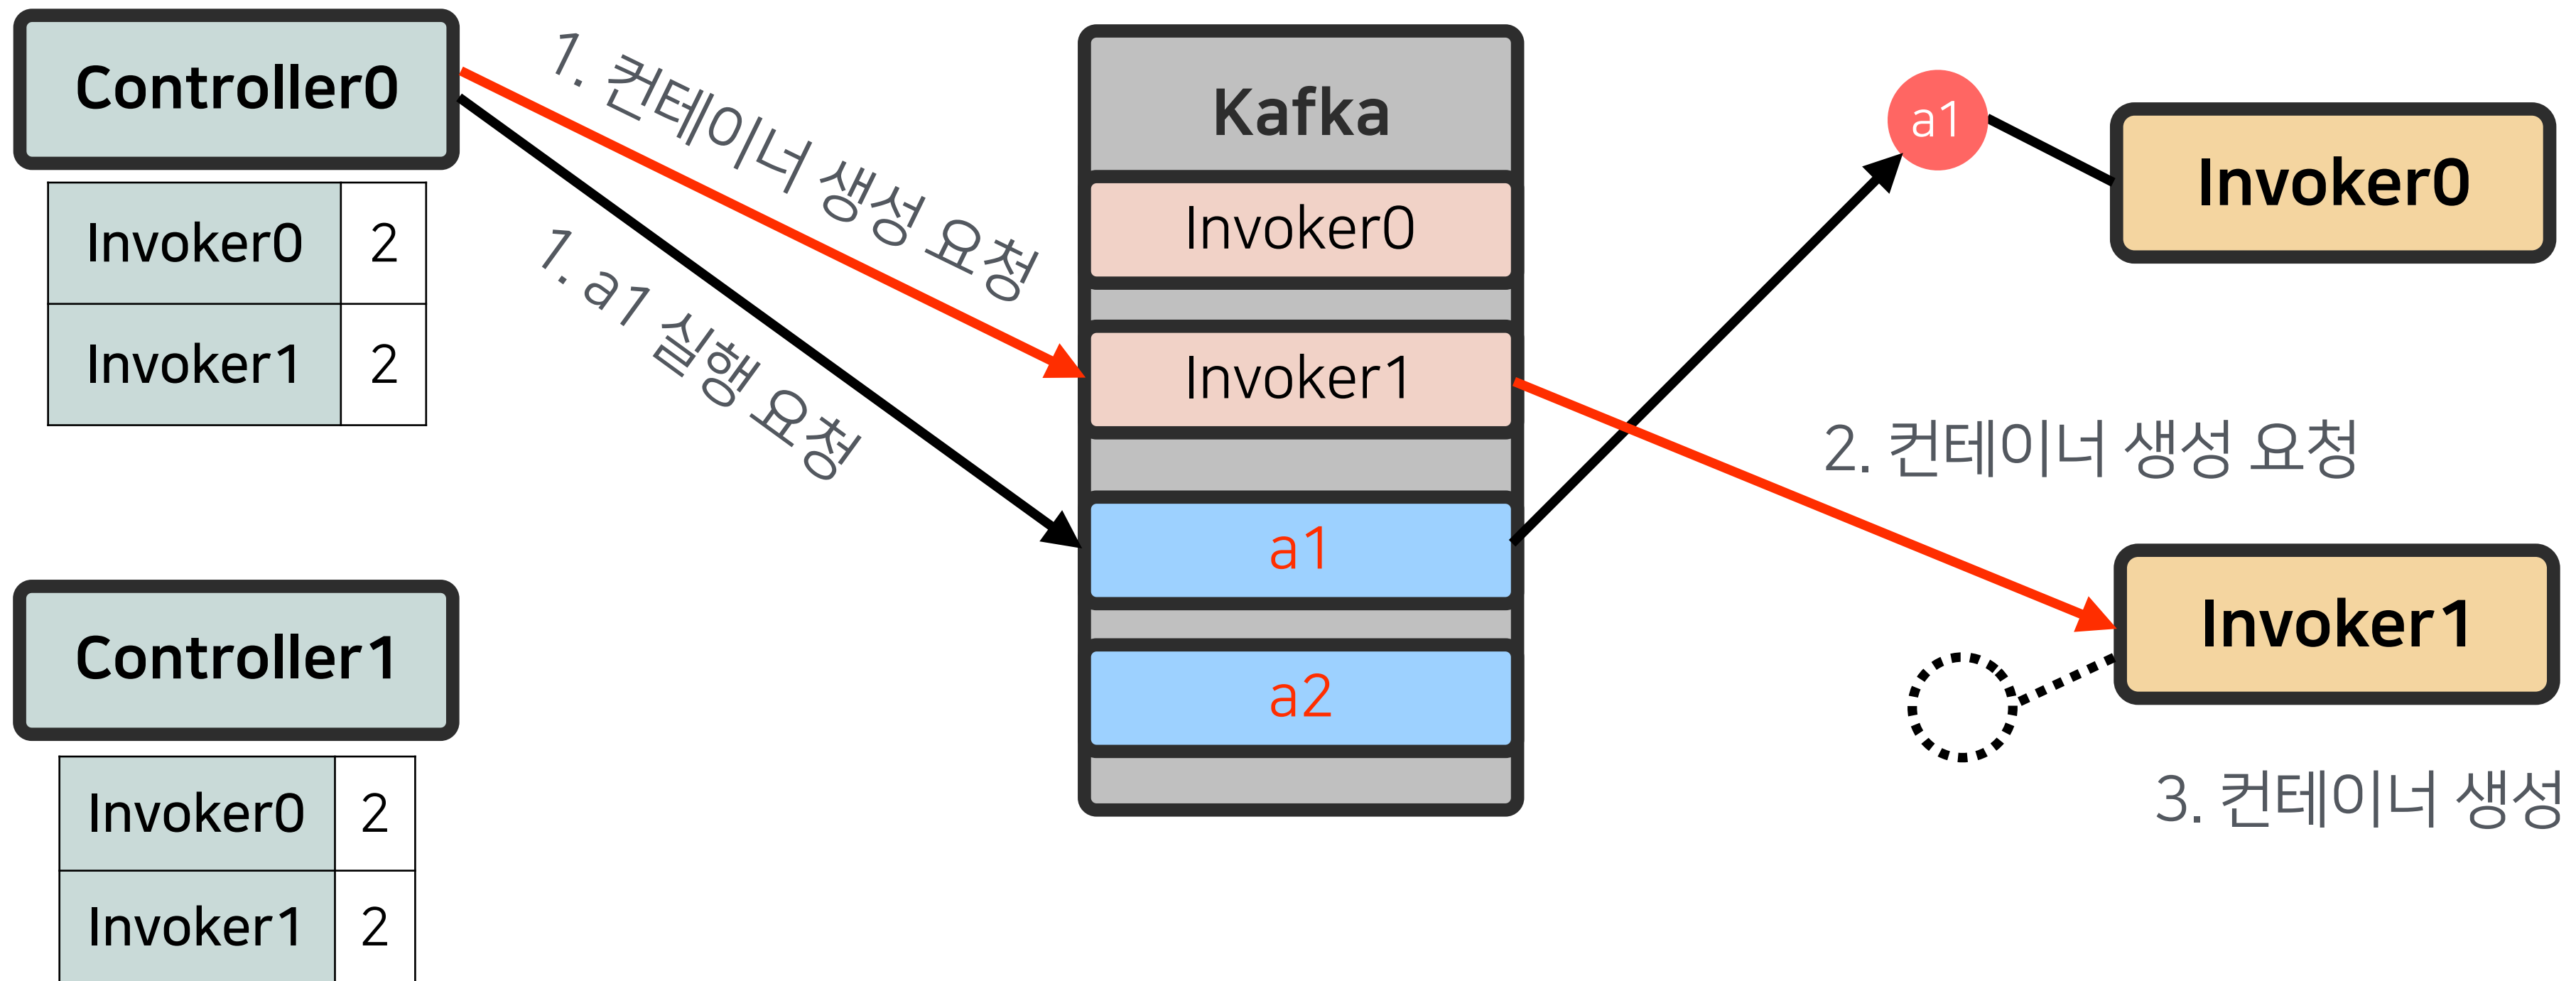 Controller0
Invoker0 2
Invoker1 2
Controller1
Invoker0 2
Invoker1 2
1. 컨테이너 생성 요청
1. a1 실행 요청
Kafka
Invoker0
Invoker1
a1
a2
a1
Invoker0
2. 컨테이너 생성 요청
Invoker1
3. 컨테이너 생성